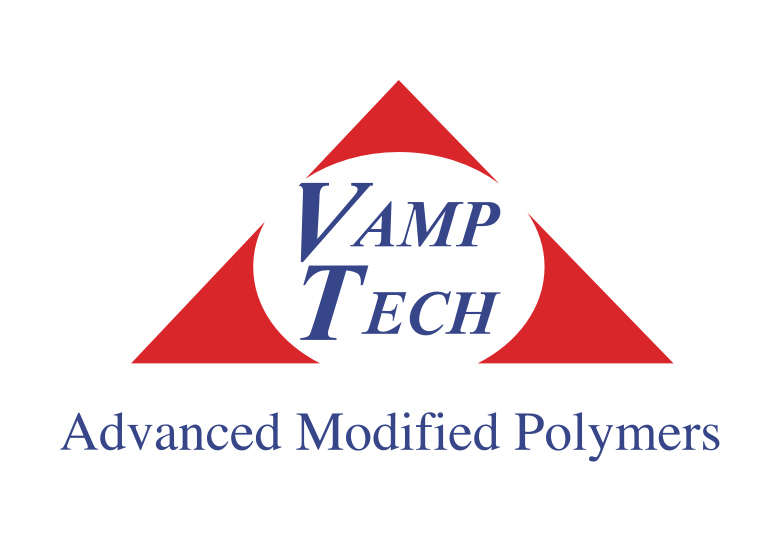 VAMP
TECH
Advanced Modified Polymers